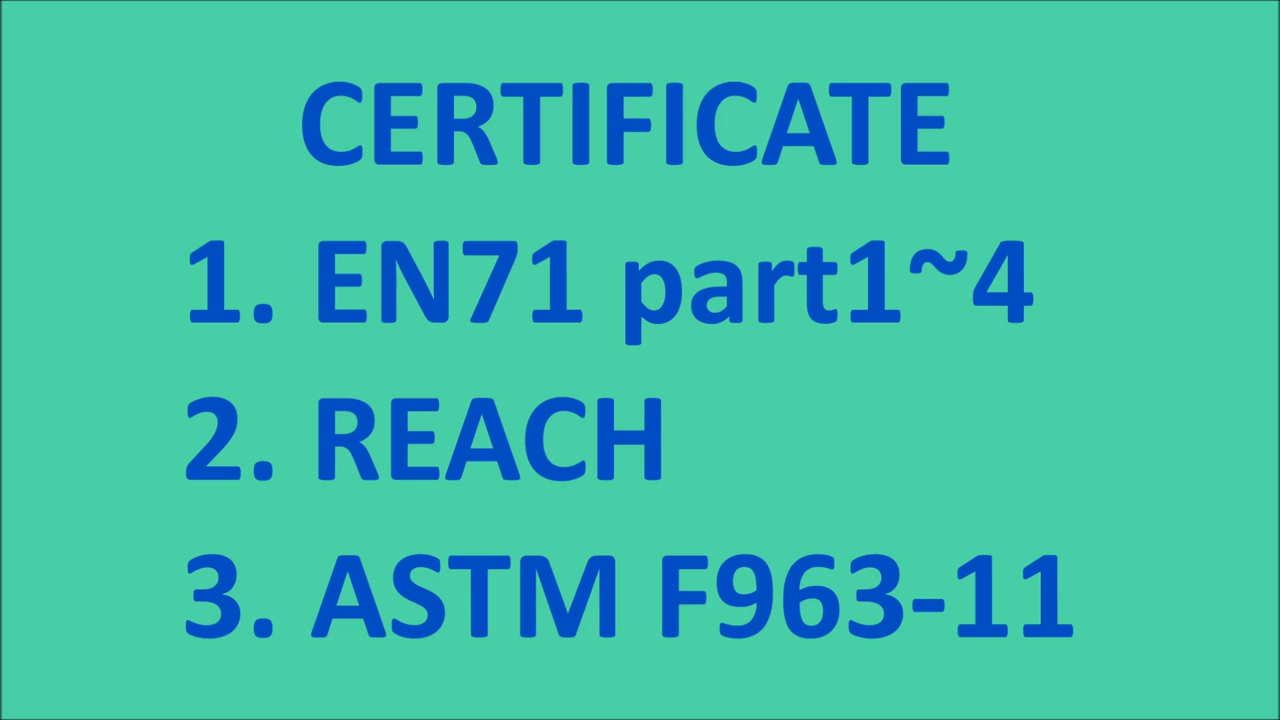 CERTIFICATE
1. EN71 part1~4
2. REACH
3. ASTM F963-11